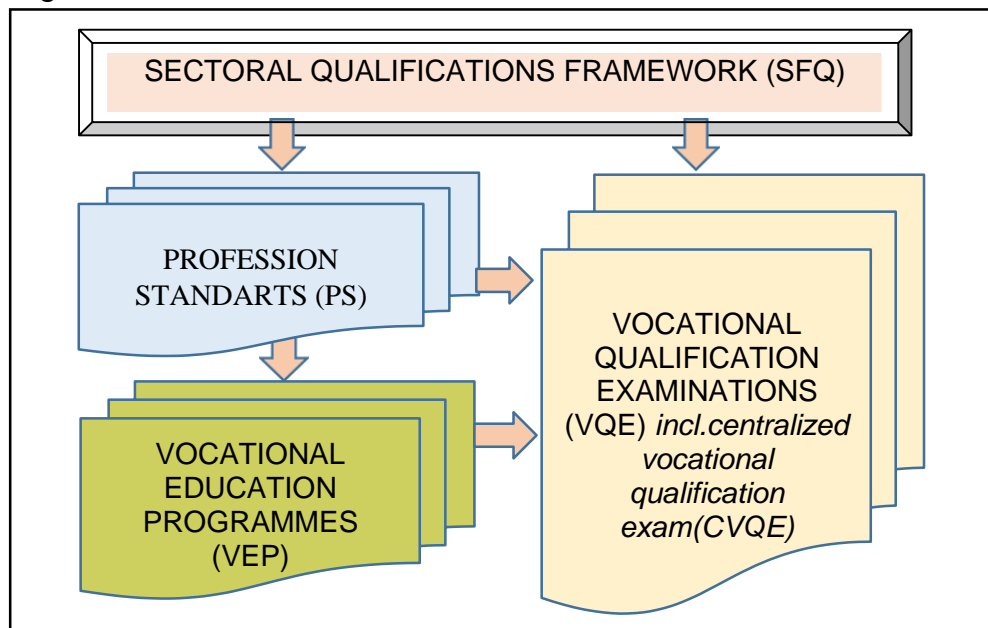 SECTORAL QUALIFICATIONS FRAMEWORK (SFQ)
PROFESSION
STANDARTS (PS)
VOCATIONAL
EDUCATION
PROGRAMMES
(VEP)
VOCATIONAL
QUALIFICATION
EXAMINATIONS
(VQE) incl.centralized
vocational
qualification
exam(CVQE)